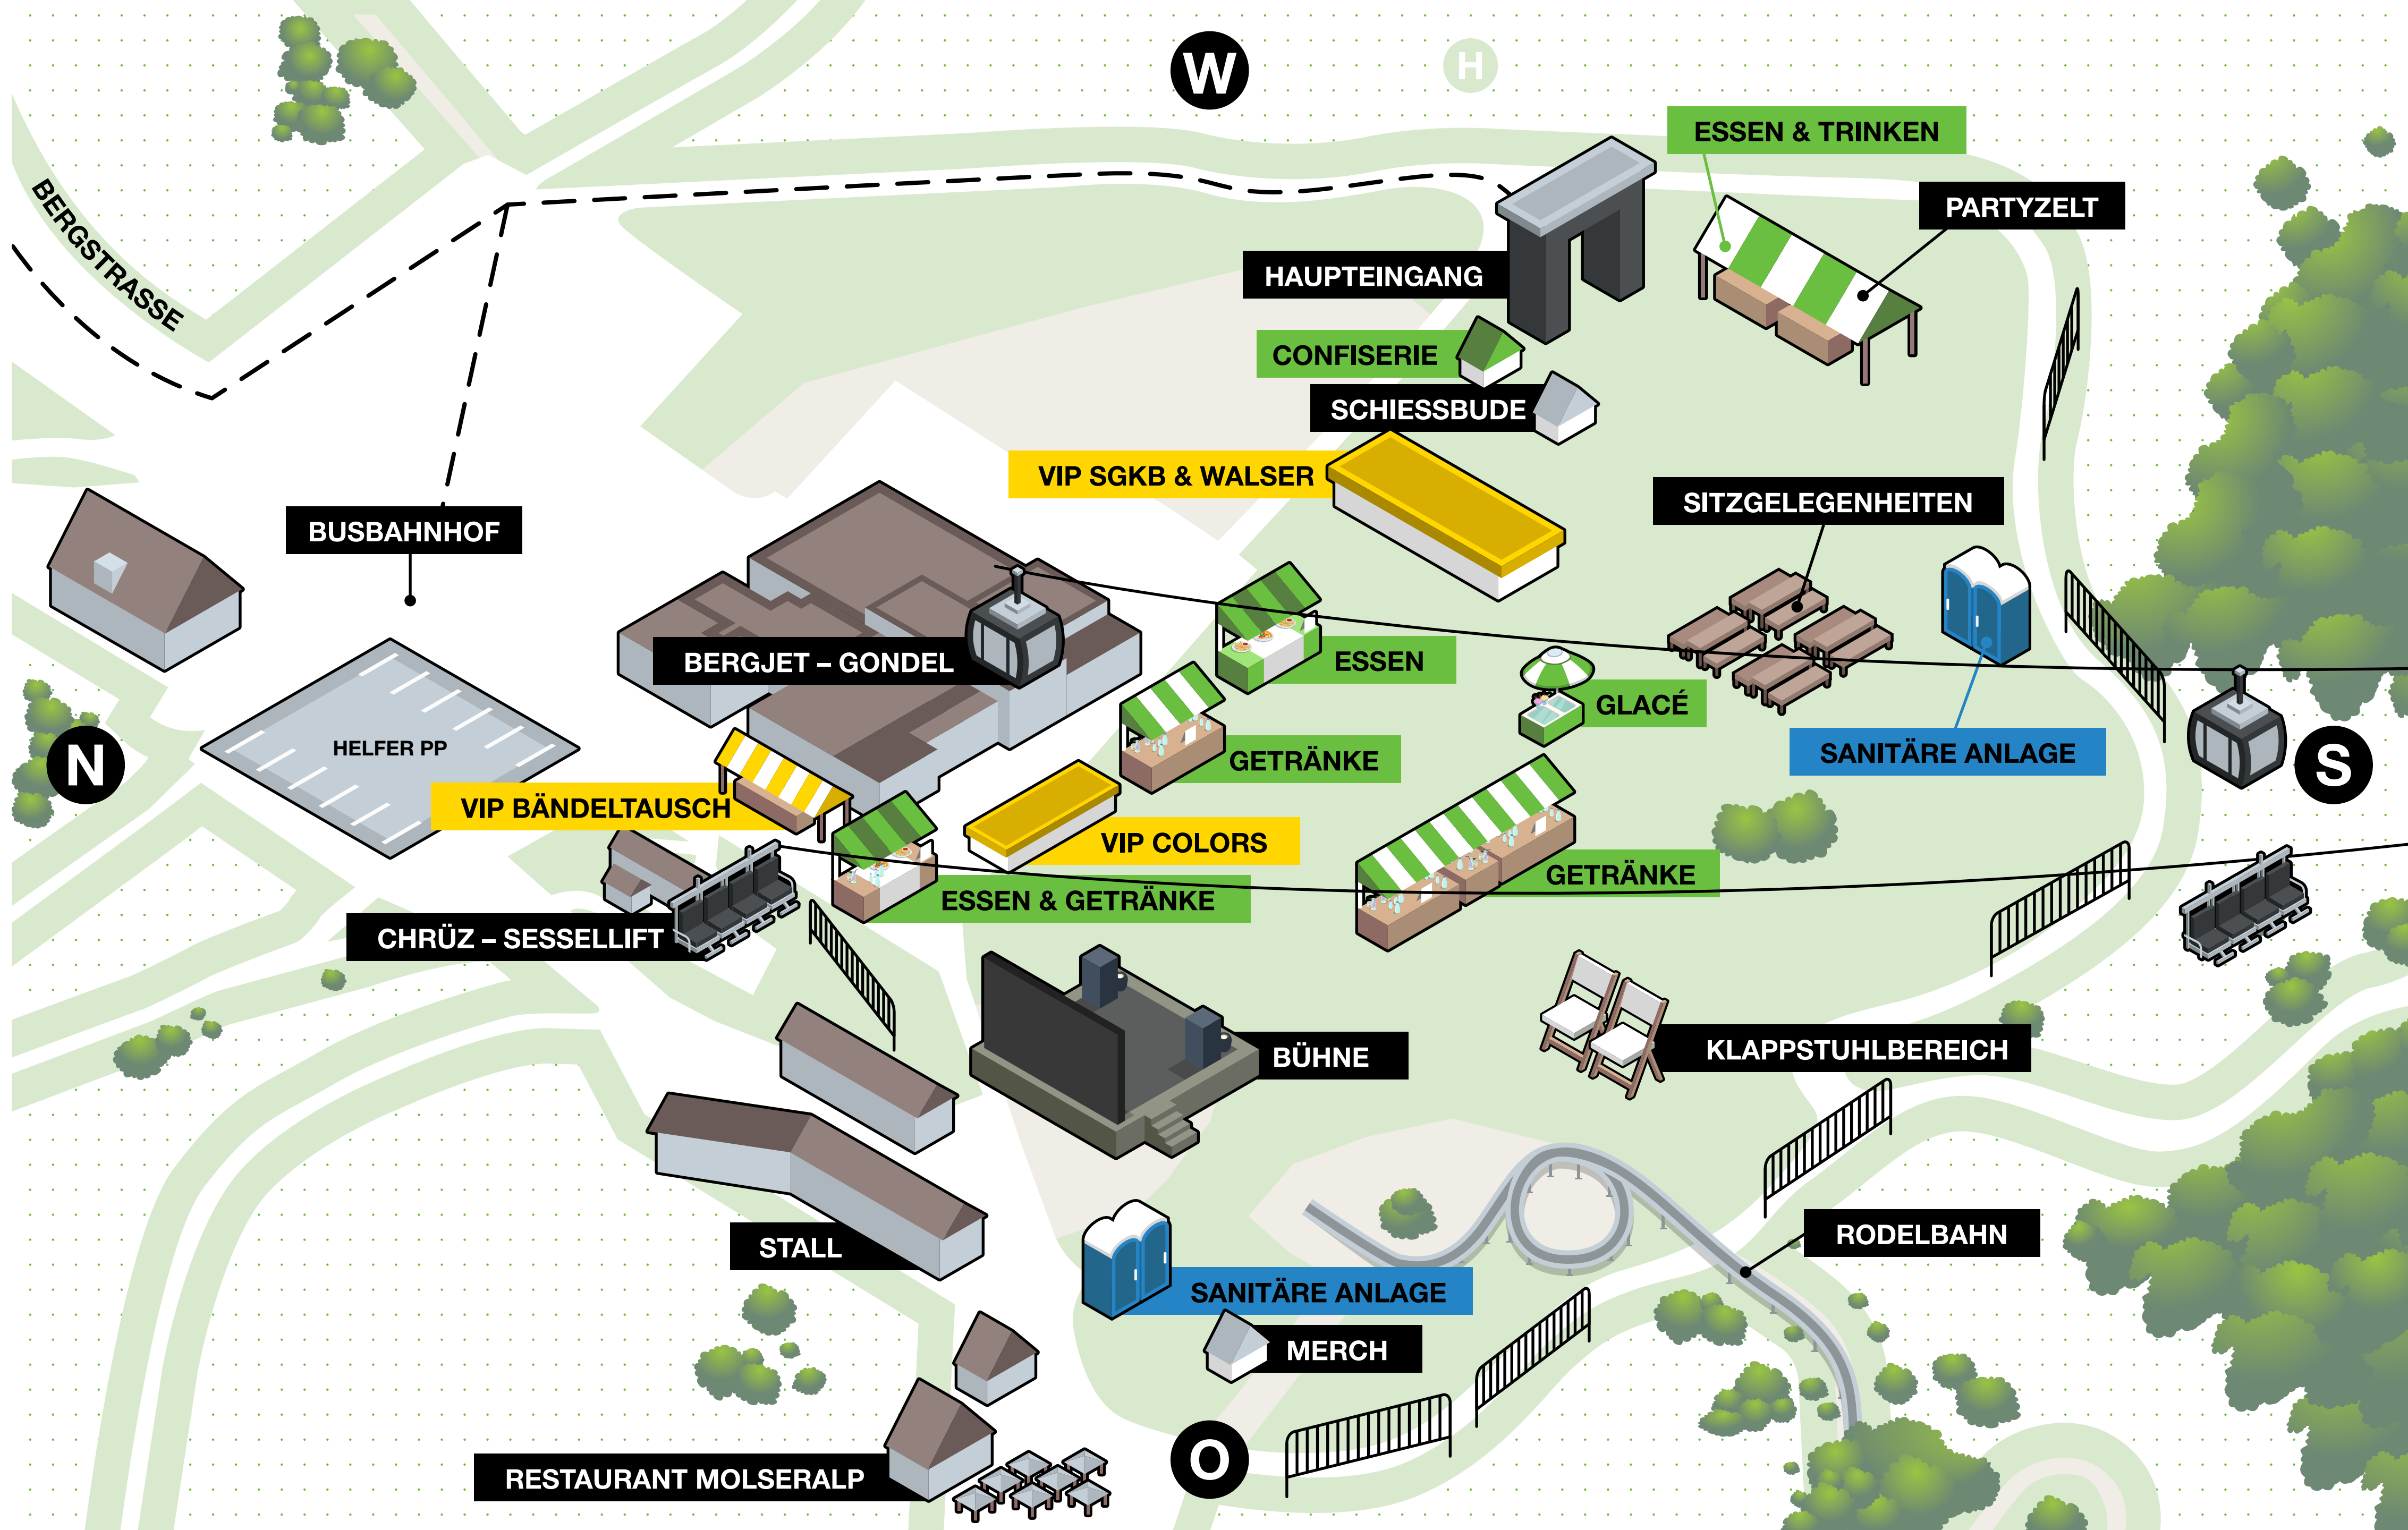 W
H
ESSEN & TRINKEN
PARTYZELT
BERGSTRASSE
HAUPTEINGANG
CONFISERIE
SCHIESSBUDE
VIP SGKB & WALSER
SITZGELEGENHEITEN
BUSBAHNHOF
BERGJET – GONDEL
ESSEN
GLACÉ
HELFER PP
N
GETRÄNKE
SANITÄRE ANLAGE
S
VIP BÄNDELTAUSCH
VIP COLORS
GETRÄNKE
ESSEN & GETRÄNKE
CHRÜZ – SESSELLIFT
BÜHNE
KLAPPSTUHLBEREICH
STALL
RODELBAHN
SANITÄRE ANLAGE
MERCH
O
RESTAURANT MOLSERALP